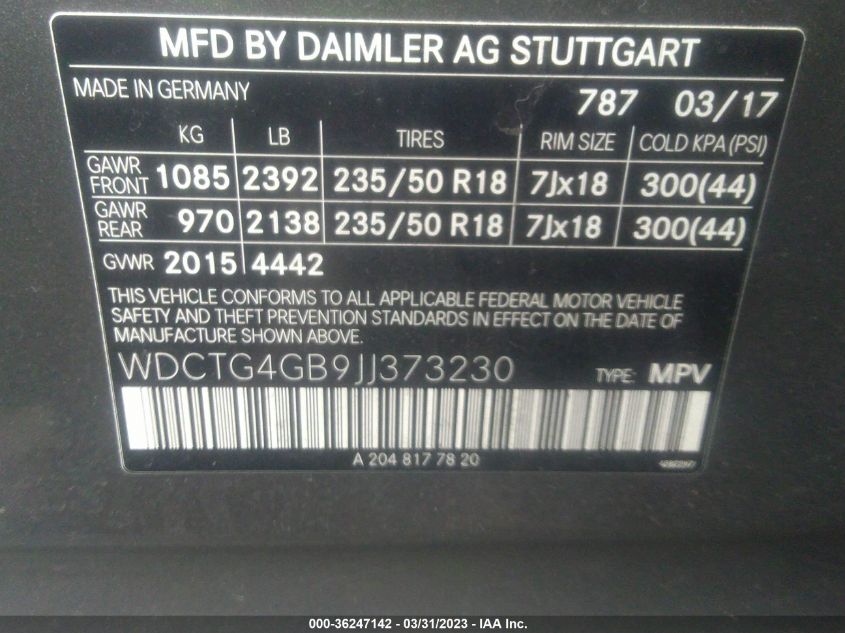 MFD BY DAIMLER AG STUTTGART
MADE IN GERMANY 787 03/17
KG LB TIRES RIM SIZE COLD KPA (PSI)
GAWR FRONT 1085 2392 235/50 R18 7Jx18 300(44)
GAWR REAR 970 2138 235/50 R18 7Jx18 300(44)
GVWR 2015 4442
THIS VEHICLE CONFORMS TO ALL APPLICABLE FEDERAL MOTOR VEHICLE
SAFETY AND THEFT PREVENTION STANDARDS IN EFFECT ON THE DATE OF
MANUFACTURE SHOWN ABOVE.
WDCTG4GB9JJ373230 TYPE: MPV
A 204 817 78 20
000-36247142 - 03/31/2023 - IAA Inc.